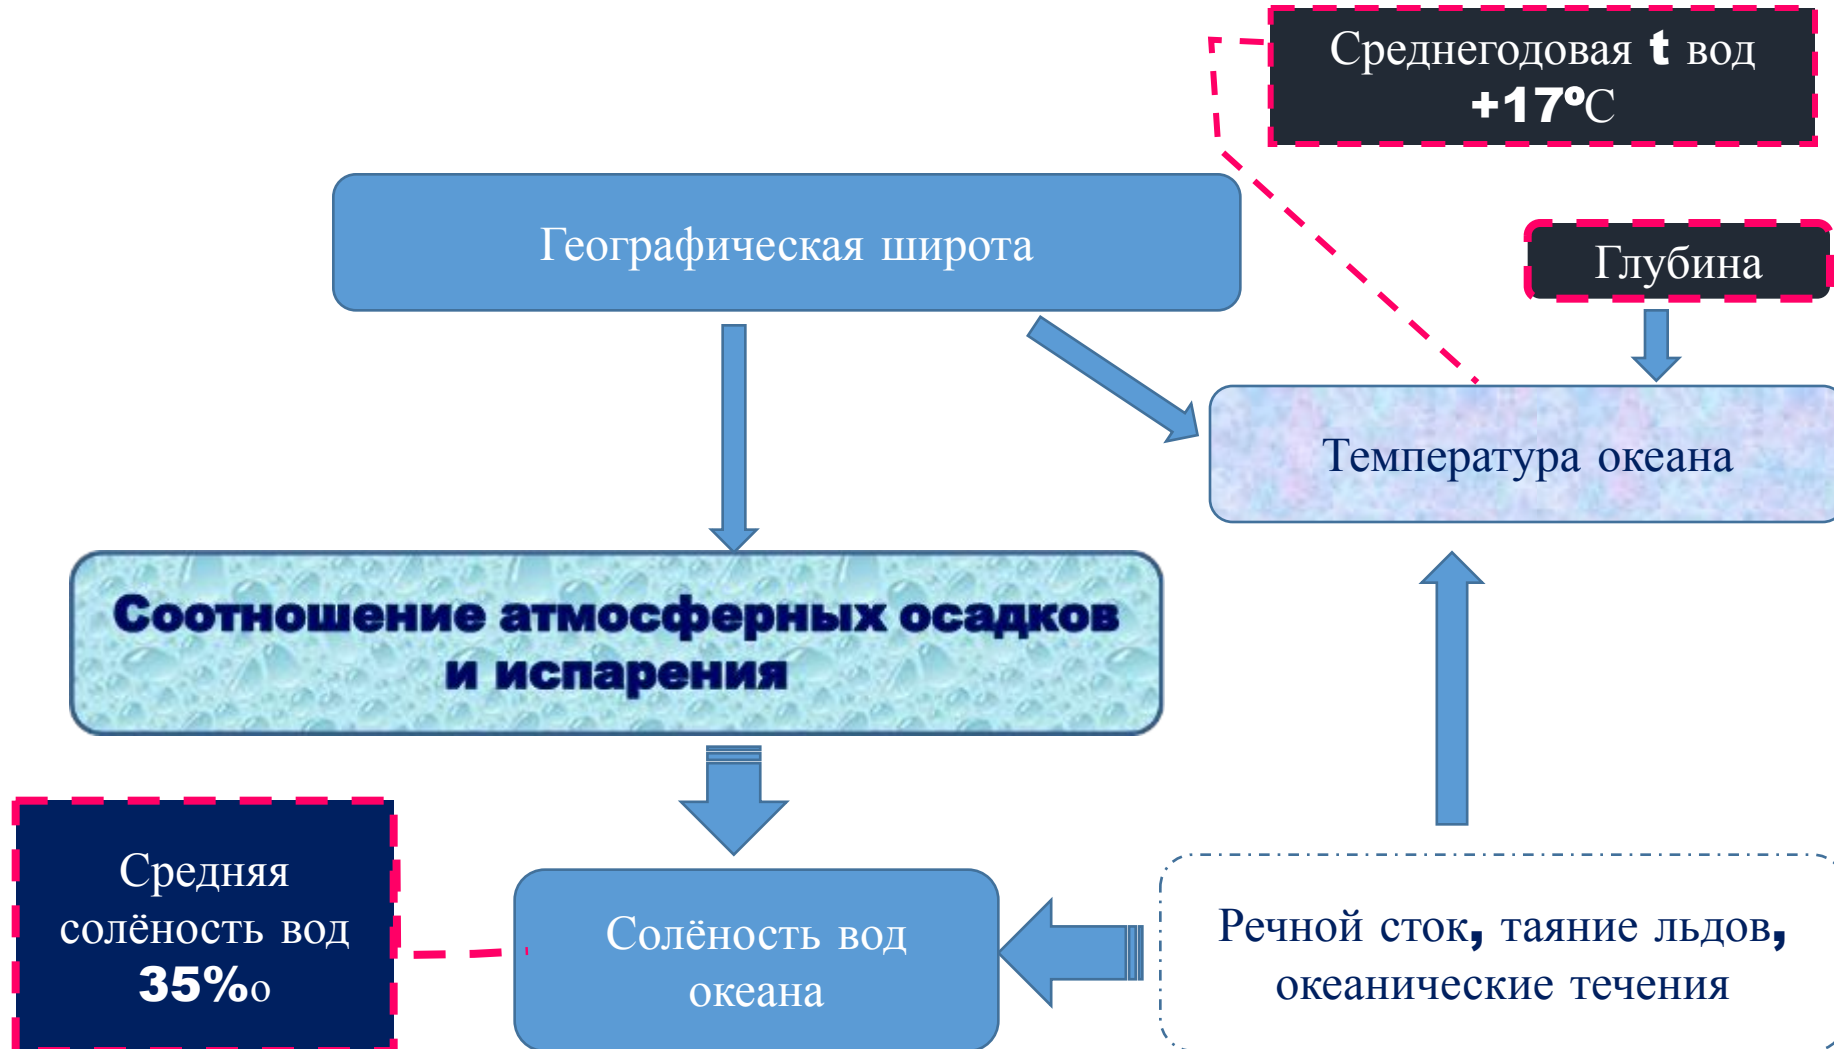 Среднегодовая t вод
+17ºС
Географическая широта
Глубина
Температура океана
Соотношение атмосферных осадков
и испарения
Средняя
солёность вод
35%о
Солёность вод
океана
Речной сток, таяние льдов,
океанические течения